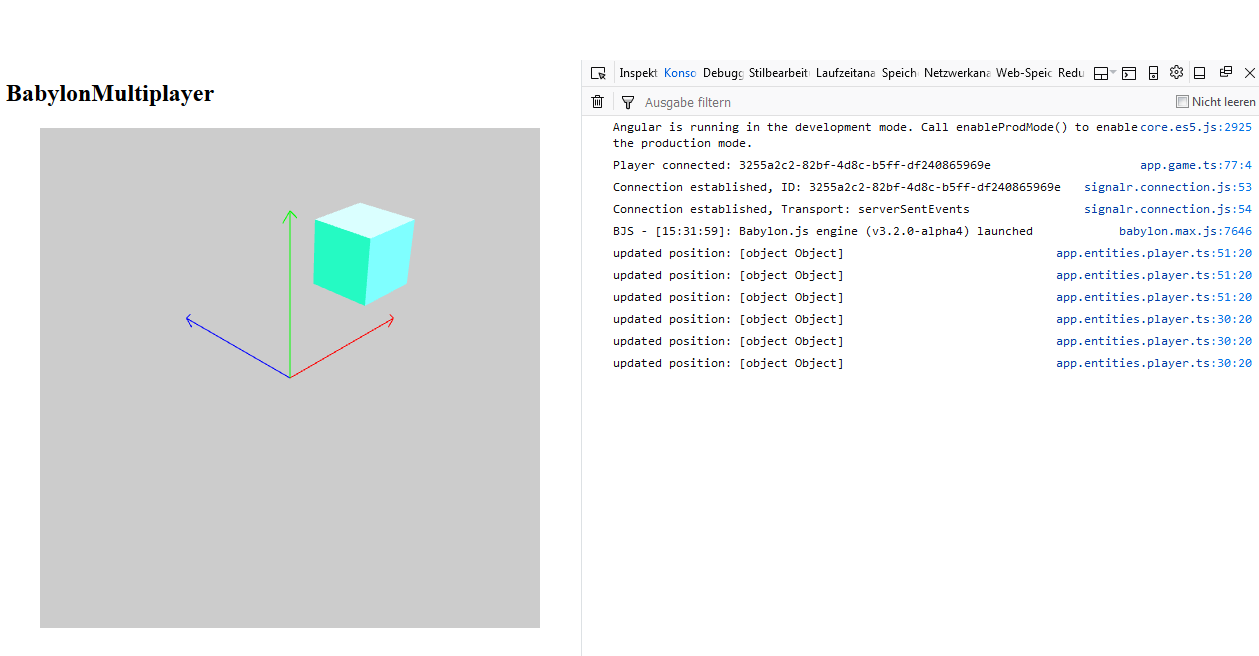 BabylonMultiplayer
Inspekt Konso Debugg Stilbearbeit Laufzeitana Speich Netzwerkana Web-Speic Redu
Ausgabe filtern Nicht leeren
Angular is running in the development mode. Call enableProdMode() to enable core.es5.js:2925
the production mode.
Player connected: 3255a2c2-82bf-4d8c-b5ff-df240865969e app.game.ts:77:4
Connection established, ID: 3255a2c2-82bf-4d8c-b5ff-df240865969e signalr.connection.js:53
Connection established, Transport: serverSentEvents signalr.connection.js:54
BJS - [15:31:59]: Babylon.js engine (v3.2.0-alpha4) launched babylon.max.js:7646
updated position: [object Object] app.entities.player.ts:51:20
updated position: [object Object] app.entities.player.ts:51:20
updated position: [object Object] app.entities.player.ts:51:20
updated position: [object Object] app.entities.player.ts:30:20
updated position: [object Object] app.entities.player.ts:30:20
updated position: [object Object] app.entities.player.ts:30:20